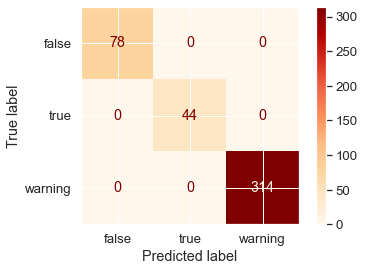 false 78 0 0
true 0 44 0
warning 0 0 314
false true warning
Predicted label
True label
300
250
200
150
100
50
0